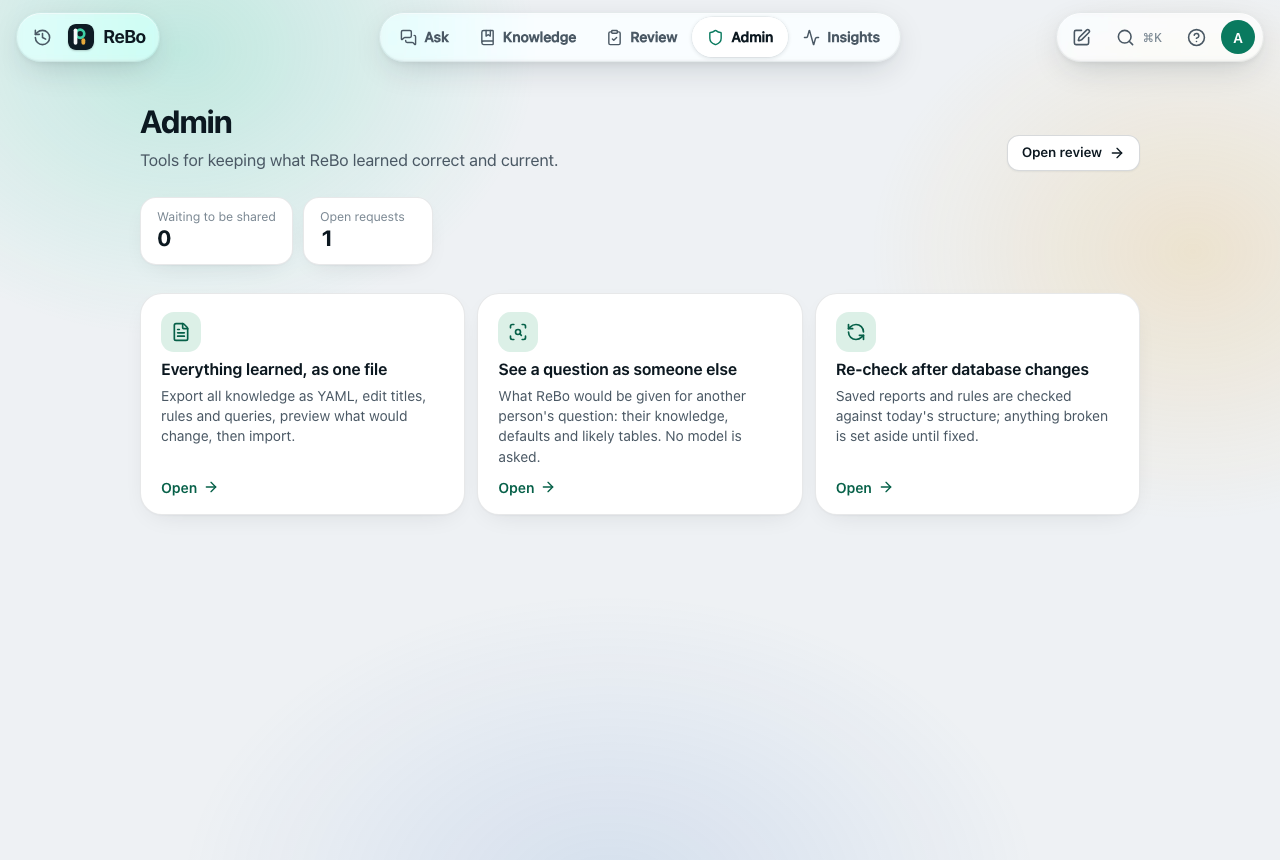 ReBo
Ask
Knowledge
Review
Admin
Insights
⌘K
A
Admin
Tools for keeping what ReBo learned correct and current.
Open review
Waiting to be shared
0
Open requests
1
Everything learned, as one file
Export all knowledge as YAML, edit titles,
rules and queries, preview what would
change, then import.
Open
See a question as someone else
What ReBo would be given for another
person's question: their knowledge,
defaults and likely tables. No model is
asked.
Open
Re-check after database changes
Saved reports and rules are checked
against today's structure; anything broken
is set aside until fixed.
Open